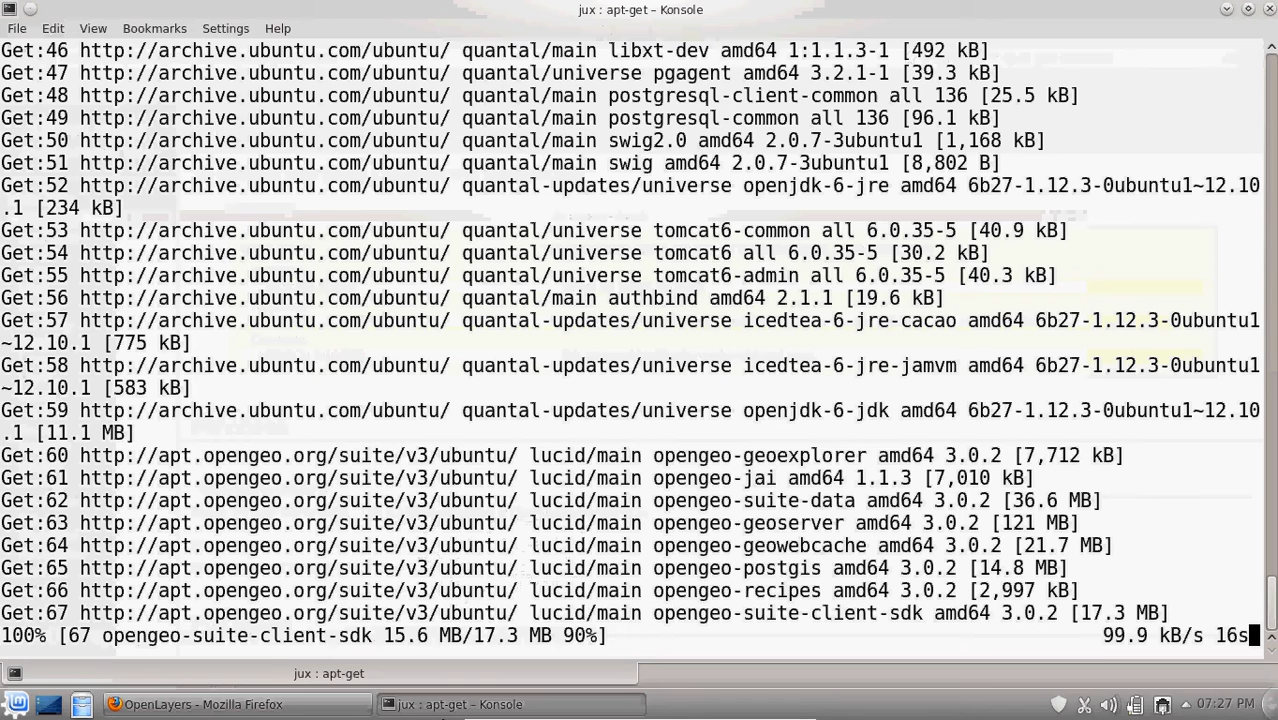 jux : apt-get – Konsole
File Edit View Bookmarks Settings Help
Get:46 http://archive.ubuntu.com/ubuntu/ quantal/main libxt-dev amd64 1:1.1.3-1 [492 kB]
Get:47 http://archive.ubuntu.com/ubuntu/ quantal/universe pgagent amd64 3.2.1-1 [39.3 kB]
Get:48 http://archive.ubuntu.com/ubuntu/ quantal/main postgresql-client-common all 136 [25.5 kB]
Get:49 http://archive.ubuntu.com/ubuntu/ quantal/main postgresql-common all 136 [96.1 kB]
Get:50 http://archive.ubuntu.com/ubuntu/ quantal/main swig2.0 amd64 2.0.7-3ubuntu1 [1,168 kB]
Get:51 http://archive.ubuntu.com/ubuntu/ quantal/main swig amd64 2.0.7-3ubuntu1 [8,802 B]
Get:52 http://archive.ubuntu.com/ubuntu/ quantal-updates/universe openjdk-6-jre amd64 6b27-1.12.3-0ubuntu1~12.10
.1 [234 kB]
Get:53 http://archive.ubuntu.com/ubuntu/ quantal/universe tomcat6-common all 6.0.35-5 [40.9 kB]
Get:54 http://archive.ubuntu.com/ubuntu/ quantal/universe tomcat6 all 6.0.35-5 [30.2 kB]
Get:55 http://archive.ubuntu.com/ubuntu/ quantal/universe tomcat6-admin all 6.0.35-5 [40.3 kB]
Get:56 http://archive.ubuntu.com/ubuntu/ quantal/main authbind amd64 2.1.1 [19.6 kB]
Get:57 http://archive.ubuntu.com/ubuntu/ quantal-updates/universe icedtea-6-jre-cacao amd64 6b27-1.12.3-0ubuntu1
~12.10.1 [775 kB]
Get:58 http://archive.ubuntu.com/ubuntu/ quantal-updates/universe icedtea-6-jre-jamvm amd64 6b27-1.12.3-0ubuntu1
~12.10.1 [583 kB]
Get:59 http://archive.ubuntu.com/ubuntu/ quantal-updates/universe openjdk-6-jdk amd64 6b27-1.12.3-0ubuntu1~12.10
.1 [11.1 MB]
Get:60 http://apt.opengeo.org/suite/v3/ubuntu/ lucid/main opengeo-geoexplorer amd64 3.0.2 [7,712 kB]
Get:61 http://apt.opengeo.org/suite/v3/ubuntu/ lucid/main opengeo-jai amd64 1.1.3 [7,010 kB]
Get:62 http://apt.opengeo.org/suite/v3/ubuntu/ lucid/main opengeo-suite-data amd64 3.0.2 [36.6 MB]
Get:63 http://apt.opengeo.org/suite/v3/ubuntu/ lucid/main opengeo-geoserver amd64 3.0.2 [121 MB]
Get:64 http://apt.opengeo.org/suite/v3/ubuntu/ lucid/main opengeo-geowebcache amd64 3.0.2 [21.7 MB]
Get:65 http://apt.opengeo.org/suite/v3/ubuntu/ lucid/main opengeo-postgis amd64 3.0.2 [14.8 MB]
Get:66 http://apt.opengeo.org/suite/v3/ubuntu/ lucid/main opengeo-recipes amd64 3.0.2 [2,997 kB]
Get:67 http://apt.opengeo.org/suite/v3/ubuntu/ lucid/main opengeo-suite-client-sdk amd64 3.0.2 [17.3 MB]
100% [67 opengeo-suite-client-sdk 15.6 MB/17.3 MB 90%] 99.9 kB/s 16s
jux : apt-get
OpenLayers - Mozilla Firefox jux : apt-get – Konsole 07:27 PM